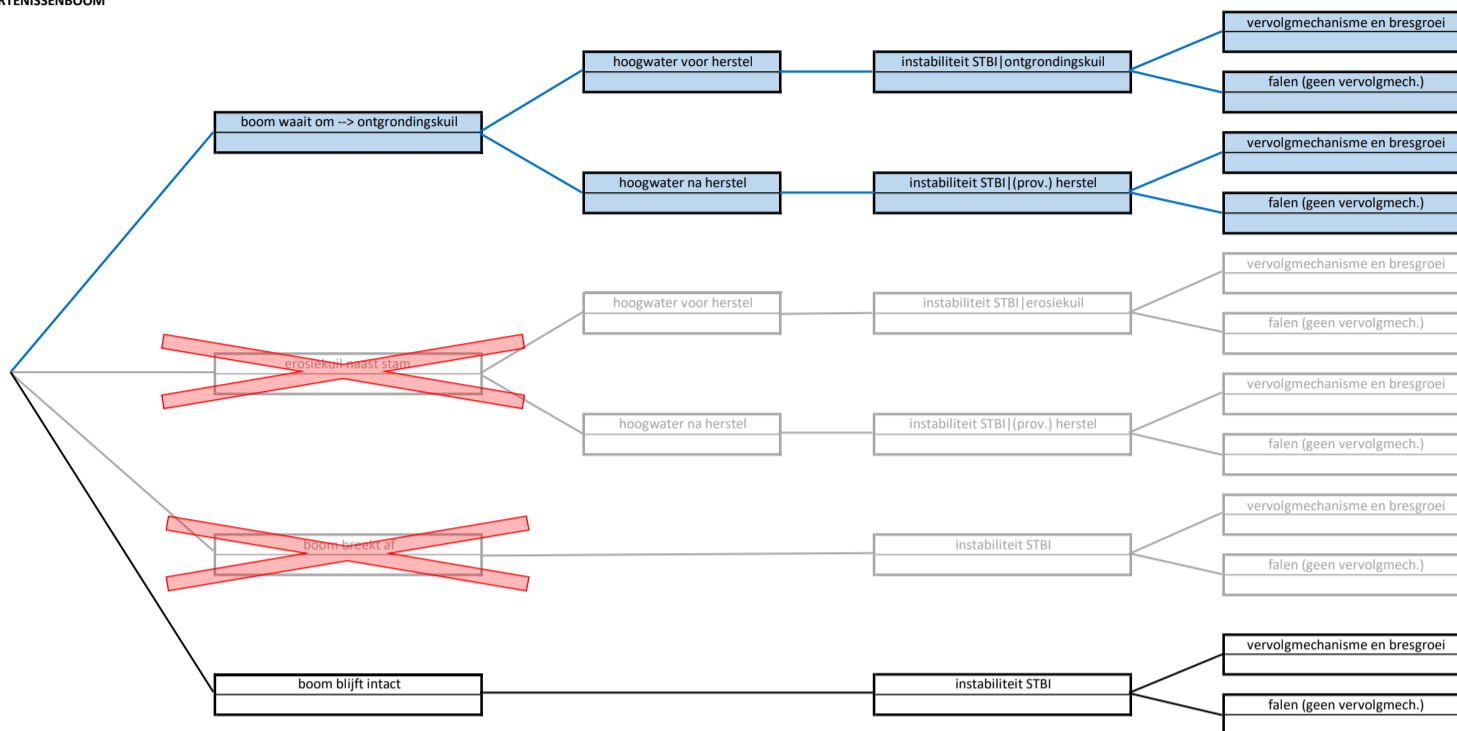 RTENISSENBOOM
vervolgmechanisme en bresgroei
hoogwater voor herstel
instabiliteit STBI|ontgrondskuil
falen (geen vervolgmech.)
boom waait om --> ontgrondingskuil
vervolgmechanisme en bresgroei
hoogwater na herstel
instabiliteit STBI|(prov.) herstel
falen (geen vervolgmech.)
vervolgmechanisme en bresgroei
hoogwater voor herstel
instabiliteit STBI|erosiekuil
falen (geen vervolgmech.)
erosiekuil naast stam
vervolgmechanisme en bresgroei
hoogwater na herstel
instabiliteit STBI|(prov.) herstel
falen (geen vervolgmech.)
vervolgmechanisme en bresgroei
boom breekt af
instabiliteit STBI
falen (geen vervolgmech.)
vervolgmechanisme en bresgroei
boom blijft intact
instabiliteit STBI
falen (geen vervolgmech.)